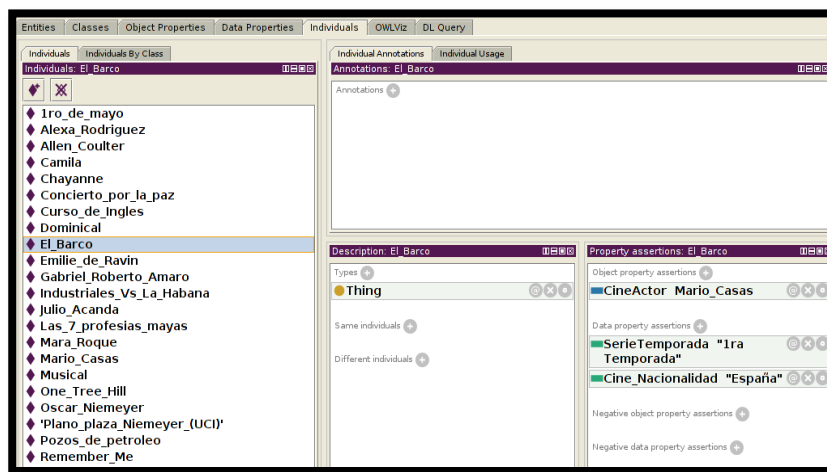 Entities Classes Object Properties Data Properties Individuals OWLViz DL Query
Individuals Individuals By Class
Individuals: El_Barco
1ro_de_mayo
Alexa_Rodriguez
Allen_Coulter
Camila
Chayanne
Concierto_por_la_paz
Curso_de_Ingles
Dominical
El_Barco
Emilie_de_Ravin
Gabriel_Roberto_Amaro
Industriales_Vs_La_Habana
Julio_Acanda
Las_7_profesias_mayas
Mara_Roque
Mario_Casas
Musical
One_Tree_Hill
Oscar_Niemeyer
'Plano_plaza_Niemeyer_(UCI)'
Pozos_de_petroleo
Remember_Me
Individual Annotations Individual Usage
Annotations: El_Barco
Annotations
Description: El_Barco
Types
Thing
Same individuals
Different individuals
Property assertions: El_Barco
Object property assertions
CineActor Mario_Casas
Data property assertions
SerieTemporada "1ra
Temporada"
Cine_Nacionalidad "España"
Negative object property assertions
Negative data property assertions